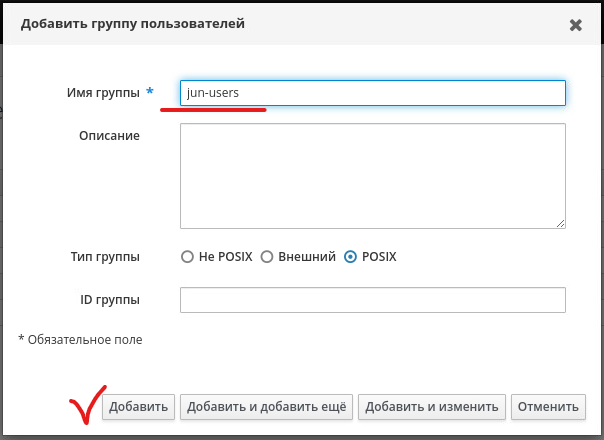 Добавить группу пользователей
Имя группы *
jun-users
Описание
Тип группы
Не POSIX Внешний POSIX
ID группы
* Обязательное поле
Добавить Добавить и добавить ещё Добавить и изменить Отменить